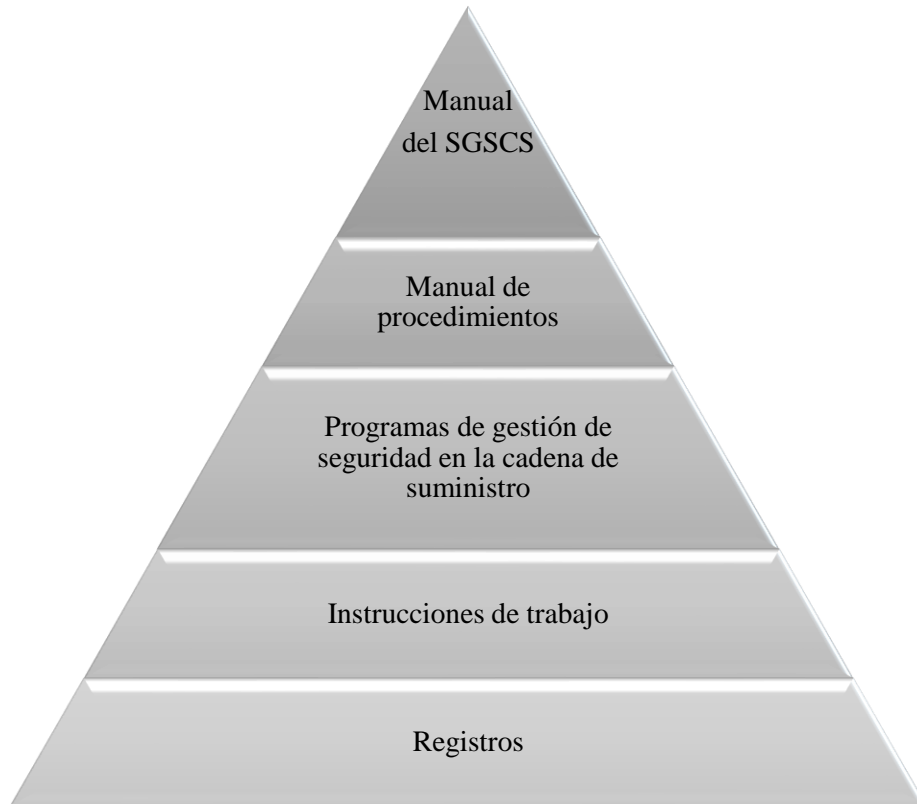 Manual
del SGSCS
Manual de
procedimientos
Programas de gestión de
seguridad en la cadena de
suministro
Instrucciones de trabajo
Registros